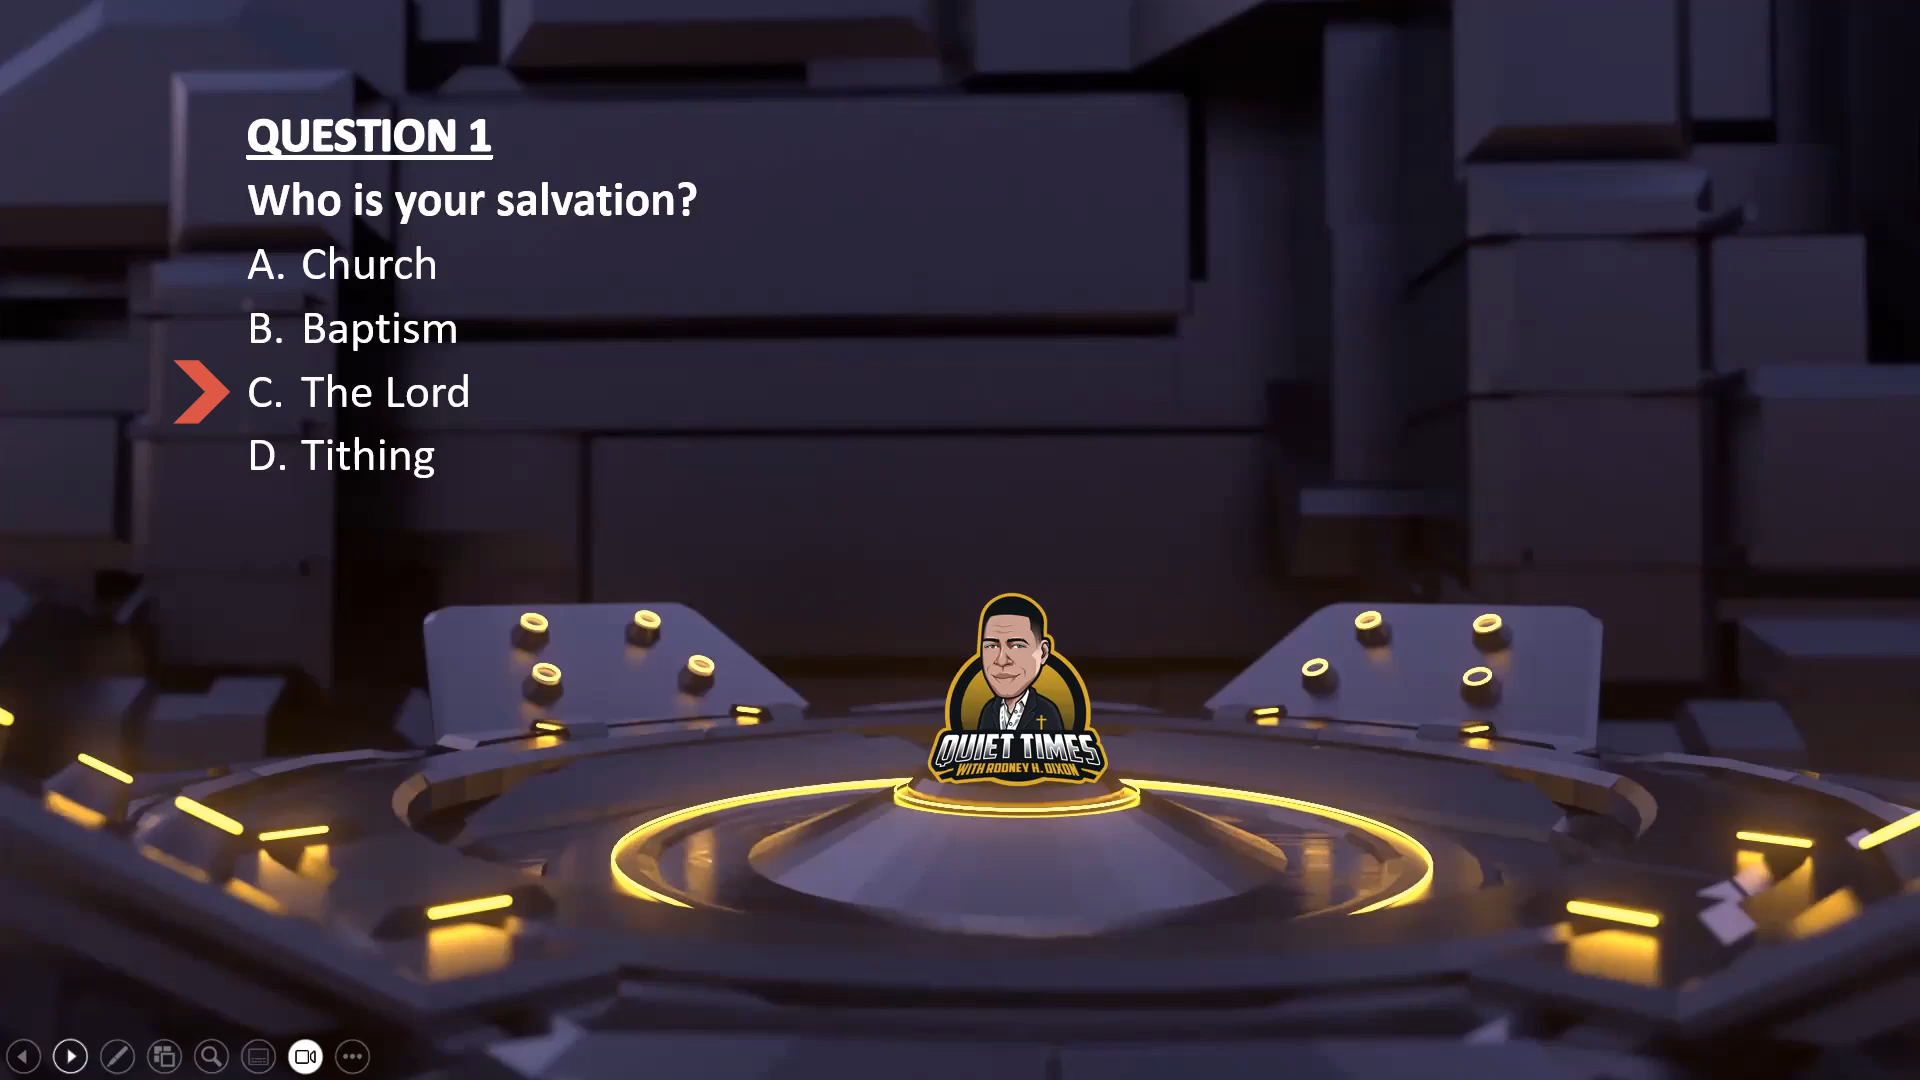 QUESTION 1
Who is your salvation?
A. Church
B. Baptism
C. The Lord
D. Tithing
QUIET TIMES
WITH RODNEY H. DIXON